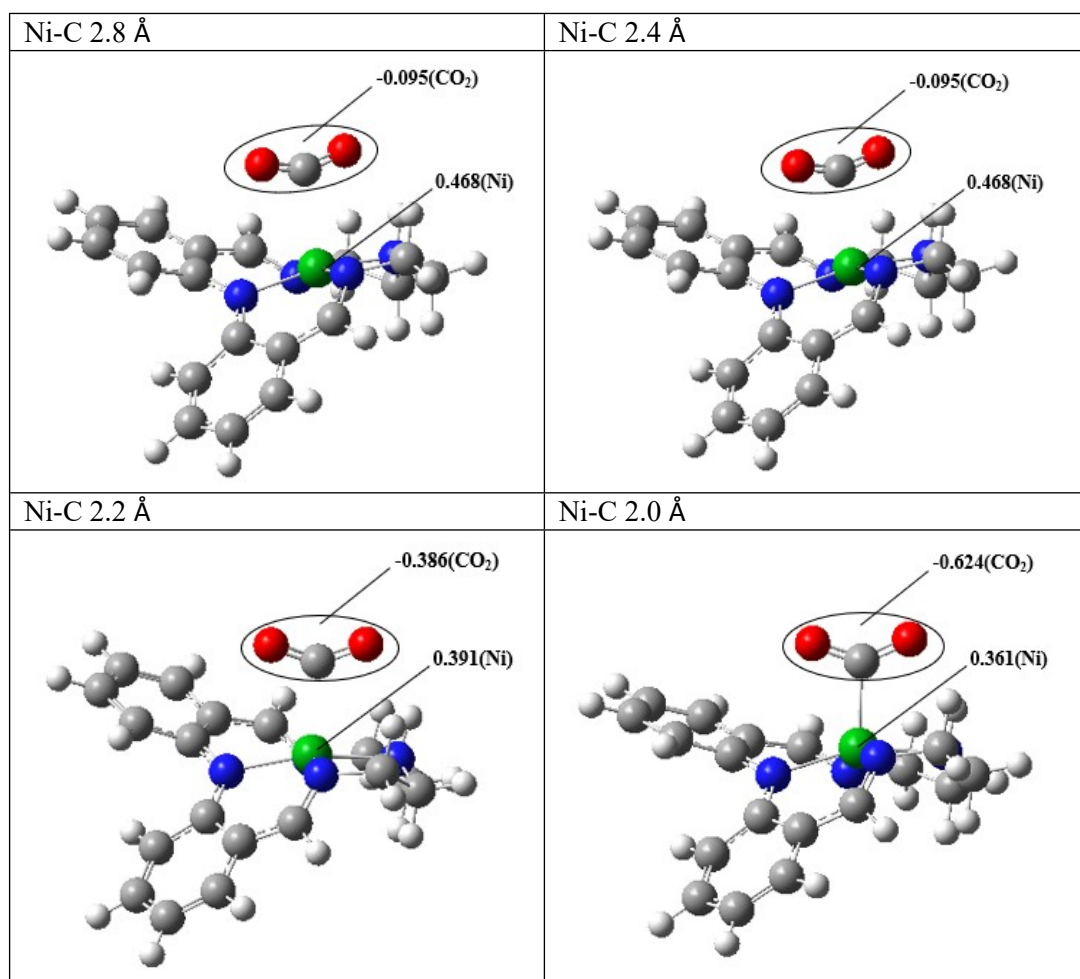 Ni-C 2.8 Å
Ni-C 2.4 Å
-0.095(CO₂)
0.468(Ni)
-0.095(CO₂)
0.468(Ni)
Ni-C 2.2 Å
Ni-C 2.0 Å
-0.386(CO₂)
0.391(Ni)
-0.624(CO₂)
0.361(Ni)